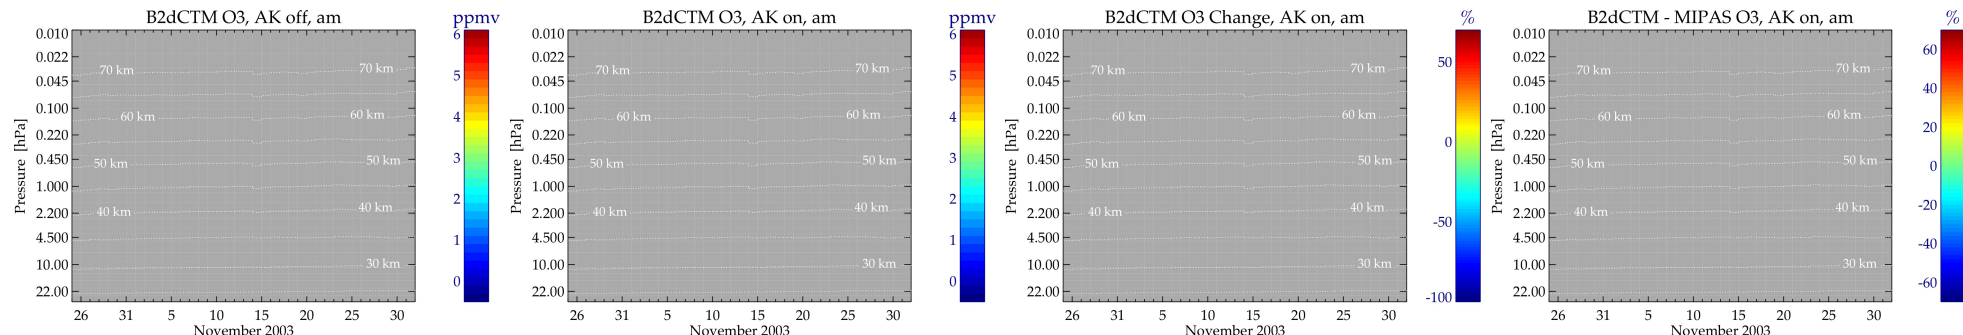 B2dCTM O3, AK off, am
ppmv
Pressure [hPa]
0.010
0.022
0.045
0.100
0.220
0.450
1.000
2.200
4.500
10.00
22.00
70 km
70 km
60 km
60 km
50 km
50 km
40 km
40 km
30 km
26
31
5
10
15
20
25
30
November 2003
6
5
4
3
2
1
0
B2dCTM O3, AK on, am
ppmv
Pressure [hPa]
0.010
0.022
0.045
0.100
0.220
0.450
1.000
2.200
4.500
10.00
22.00
70 km
70 km
60 km
60 km
50 km
50 km
40 km
40 km
30 km
26
31
5
10
15
20
25
30
November 2003
6
5
4
3
2
1
0
B2dCTM O3 Change, AK on, am
%
Pressure [hPa]
0.010
0.022
0.045
0.100
0.220
0.450
1.000
2.200
4.500
10.00
22.00
70 km
70 km
60 km
60 km
50 km
50 km
40 km
40 km
30 km
26
31
5
10
15
20
25
30
November 2003
50
0
-50
-100
B2dCTM - MIPAS O3, AK on, am
%
Pressure [hPa]
0.010
0.022
0.045
0.100
0.220
0.450
1.000
2.200
4.500
10.00
22.00
70 km
70 km
60 km
60 km
50 km
50 km
40 km
40 km
30 km
26
31
5
10
15
20
25
30
November 2003
60
40
20
0
-20
-40
-60